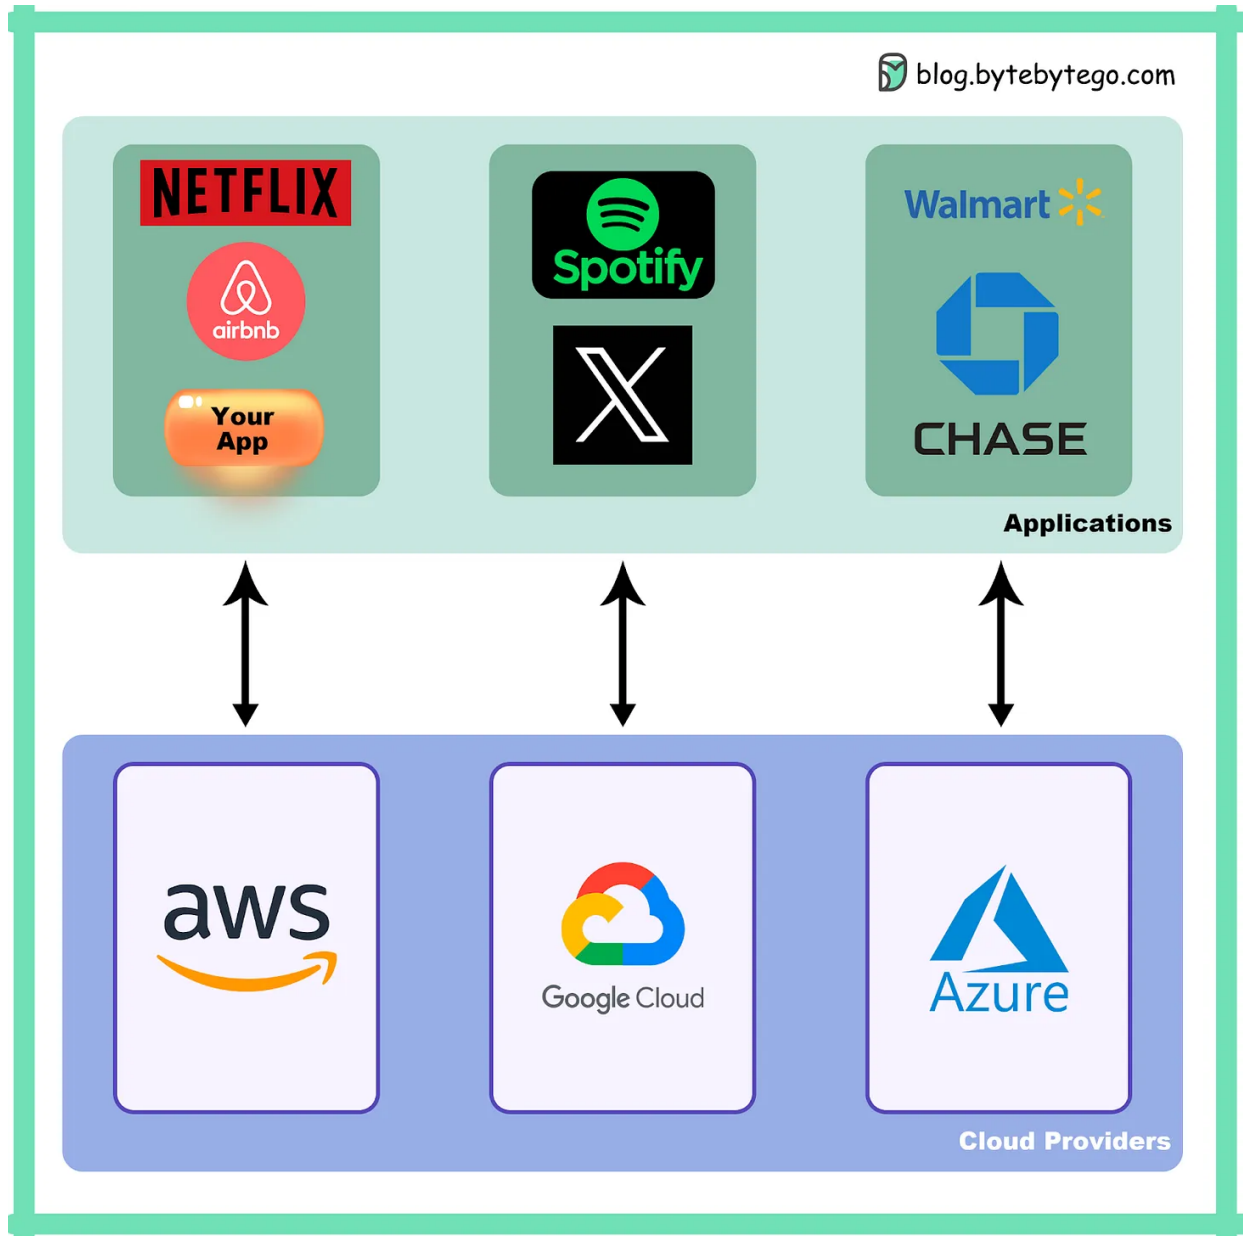 blog.bytebytego.com
NETFLIX
airbnb
Your
App
Spotify
X
Walmart
CHASE
Applications
aws
Google Cloud
Azure
Cloud Providers